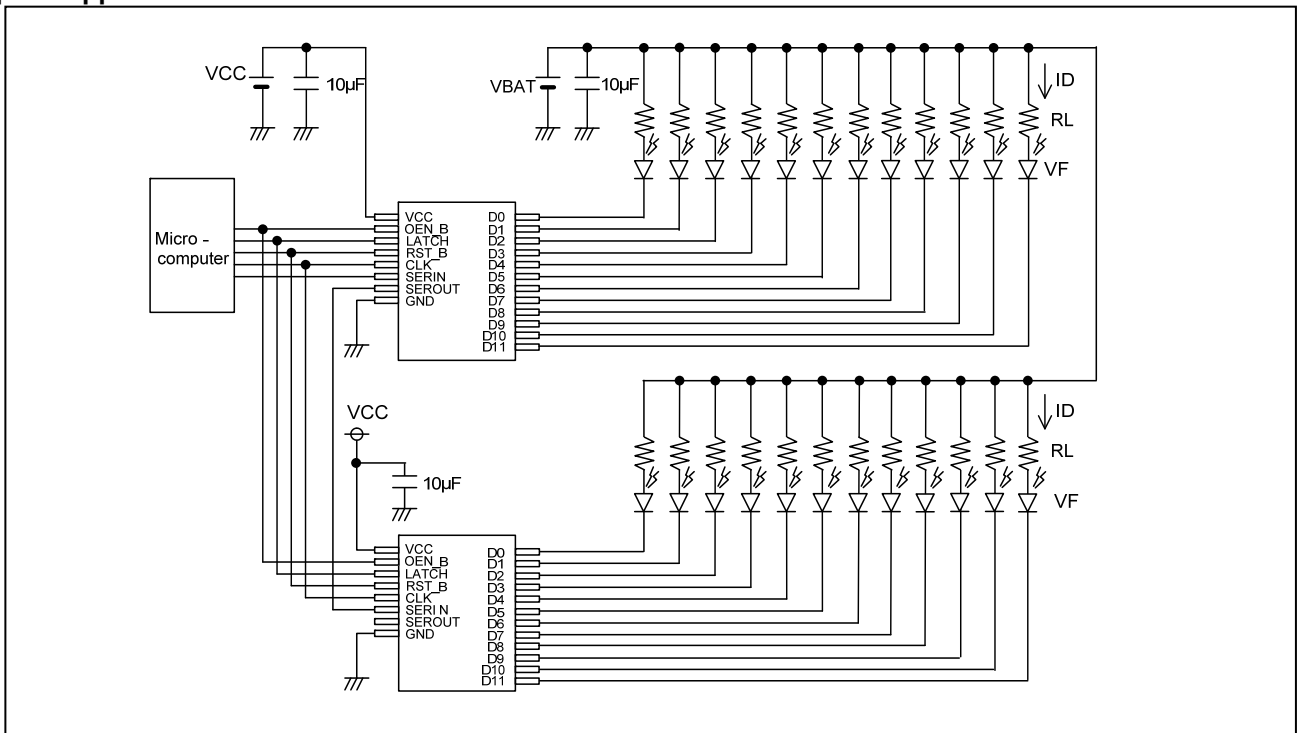 VCC
10µF
VBAT
10µF
ID
RL
VF
Micro -
computer
VCC
OEN_B
LATCH
RST_B
CLK
SERIN
SEROUT
GND
D0
D1
D2
D3
D4
D5
D6
D7
D8
D9
D10
D11
VCC
10µF
ID
RL
VF
VCC
OEN_B
LATCH
RST_B
CLK
SERI N
SEROUT
GND
D0
D1
D2
D3
D4
D5
D6
D7
D8
D9
D10
D11